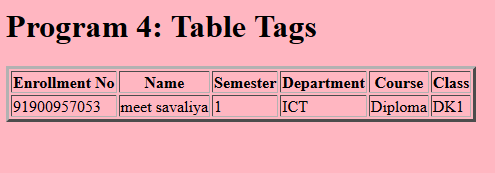 Program 4: Table Tags
Enrollment No Name Semester Department Course Class
91900957053 meet savaliya 1 ICT Diploma DK1